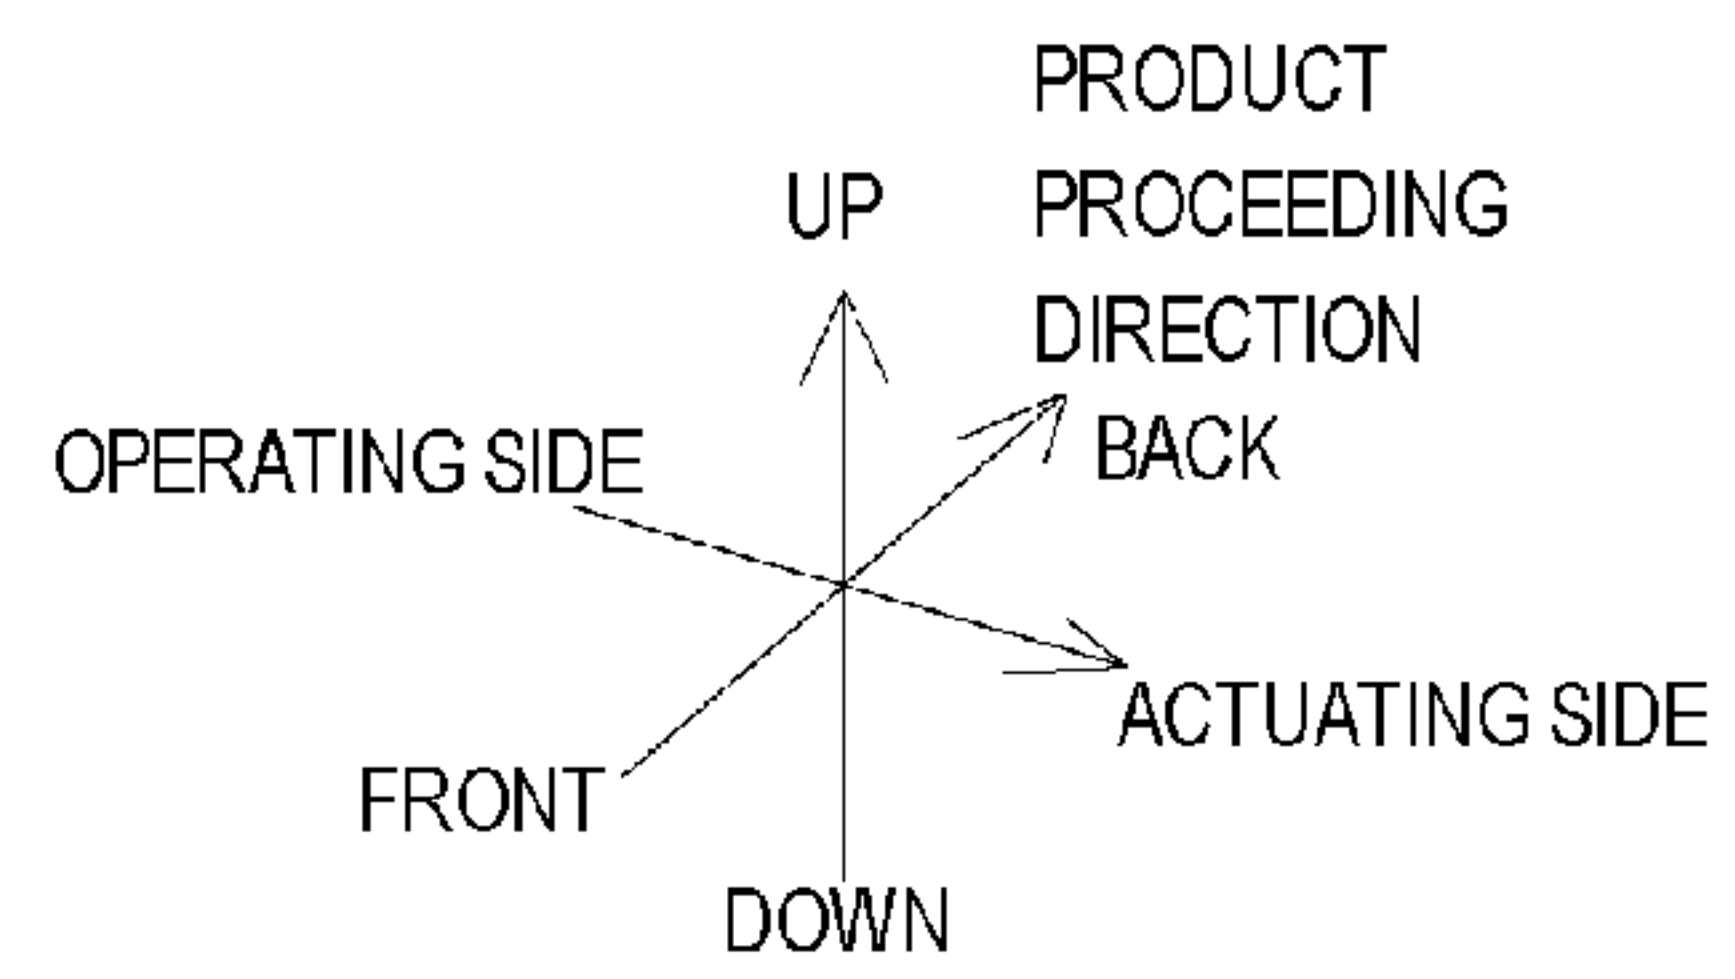 PRODUCT
PROCEEDING
DIRECTION
UP
BACK
OPERATING SIDE
ACTUATING SIDE
FRONT
DOWN